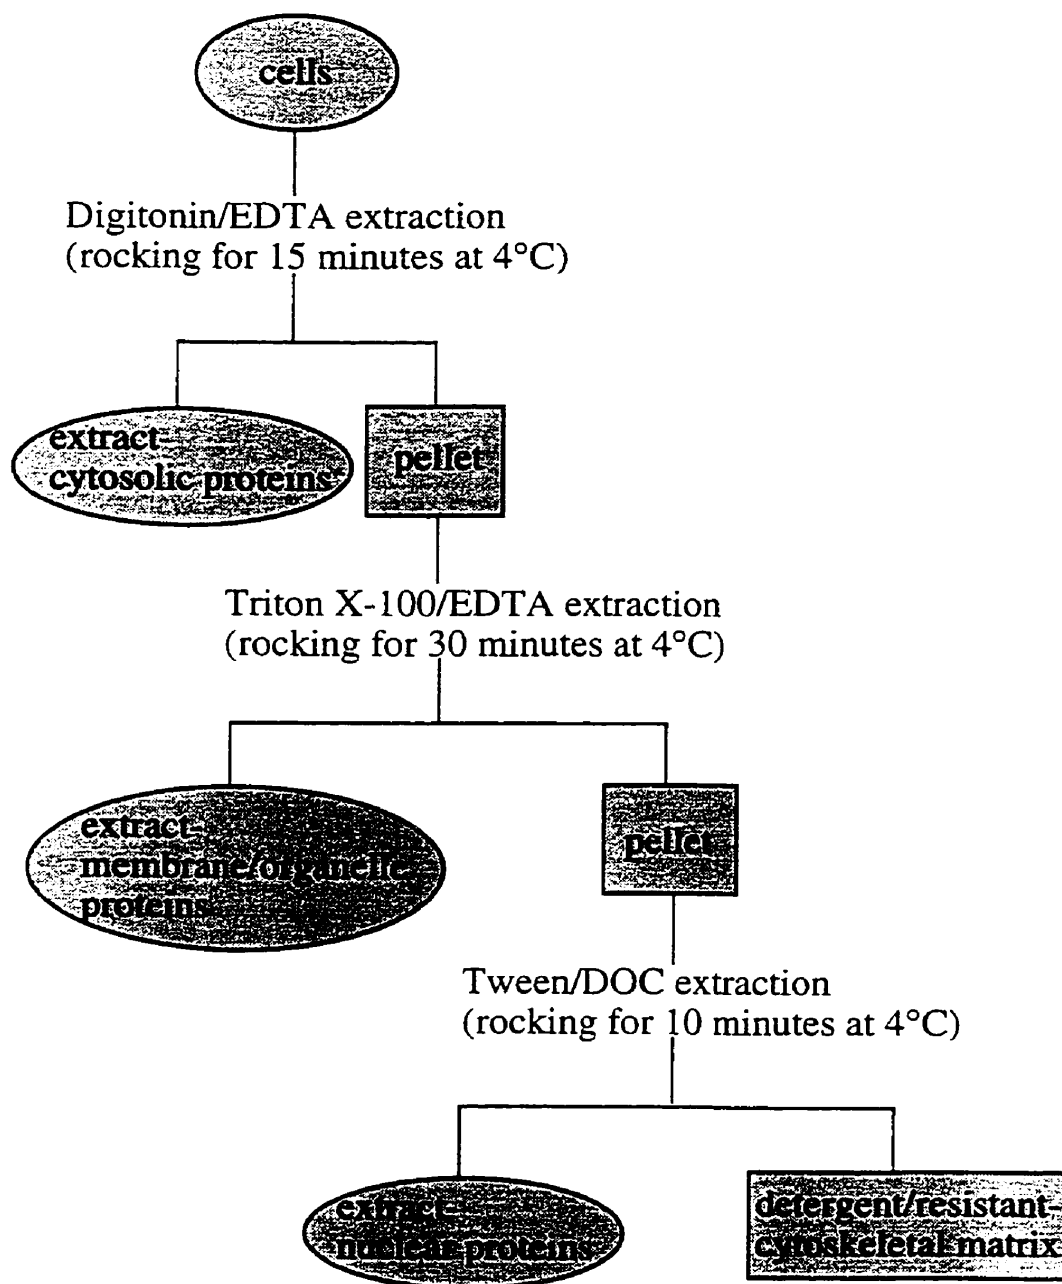 cells
Digitonin/EDTA extraction
(rocking for 15 minutes at 4°C)
extract-
cytosolic proteins*
pellet
Triton X-100/EDTA extraction
(rocking for 30 minutes at 4°C)
extract-
membrane/organelle
proteins
pellet
Tween/DOC extraction
(rocking for 10 minutes at 4°C)
extract-
nuclear proteins
detergent/resistant-
cytoskeletal matrix